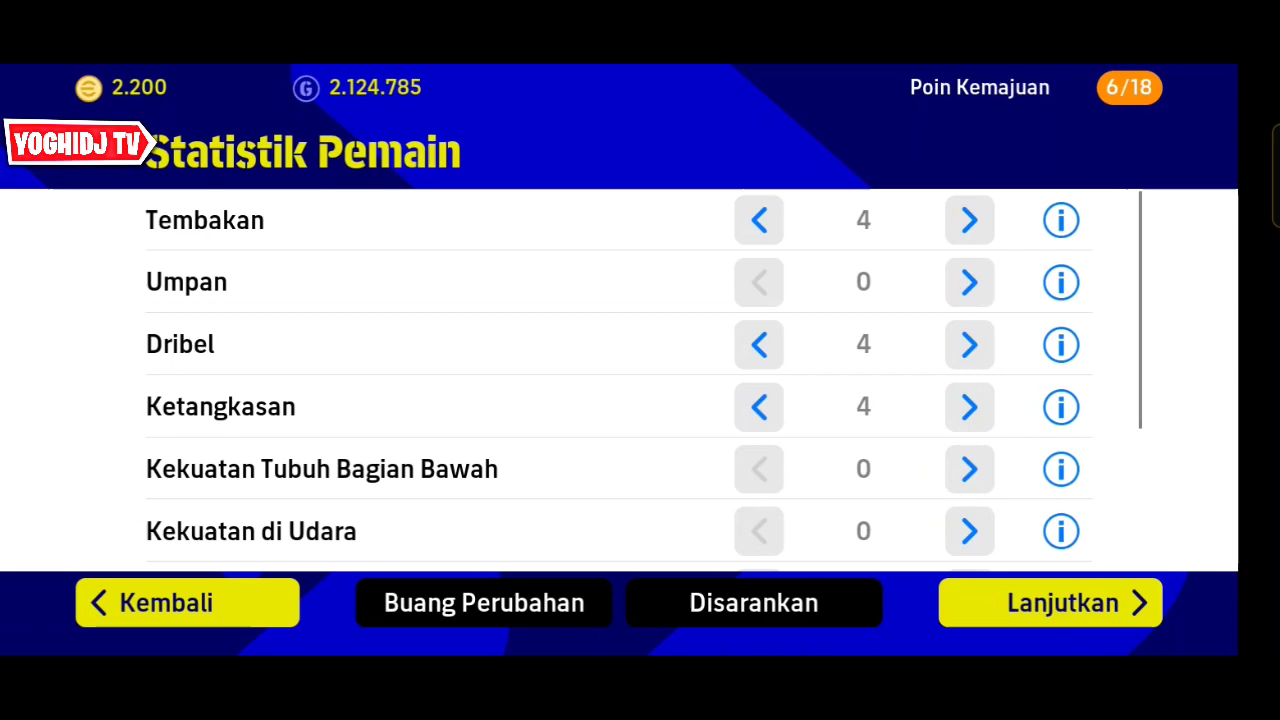 2.200 2.124.785 Poin Kemajuan 6/18
YOGHIDJ TV
Statistik Pemain
Tembakan 4
Umpan 0
Dribel 4
Ketangkasan 4
Kekuatan Tubuh Bagian Bawah 0
Kekuatan di Udara 0
Kembali Buang Perubahan Disarankan Lanjutkan